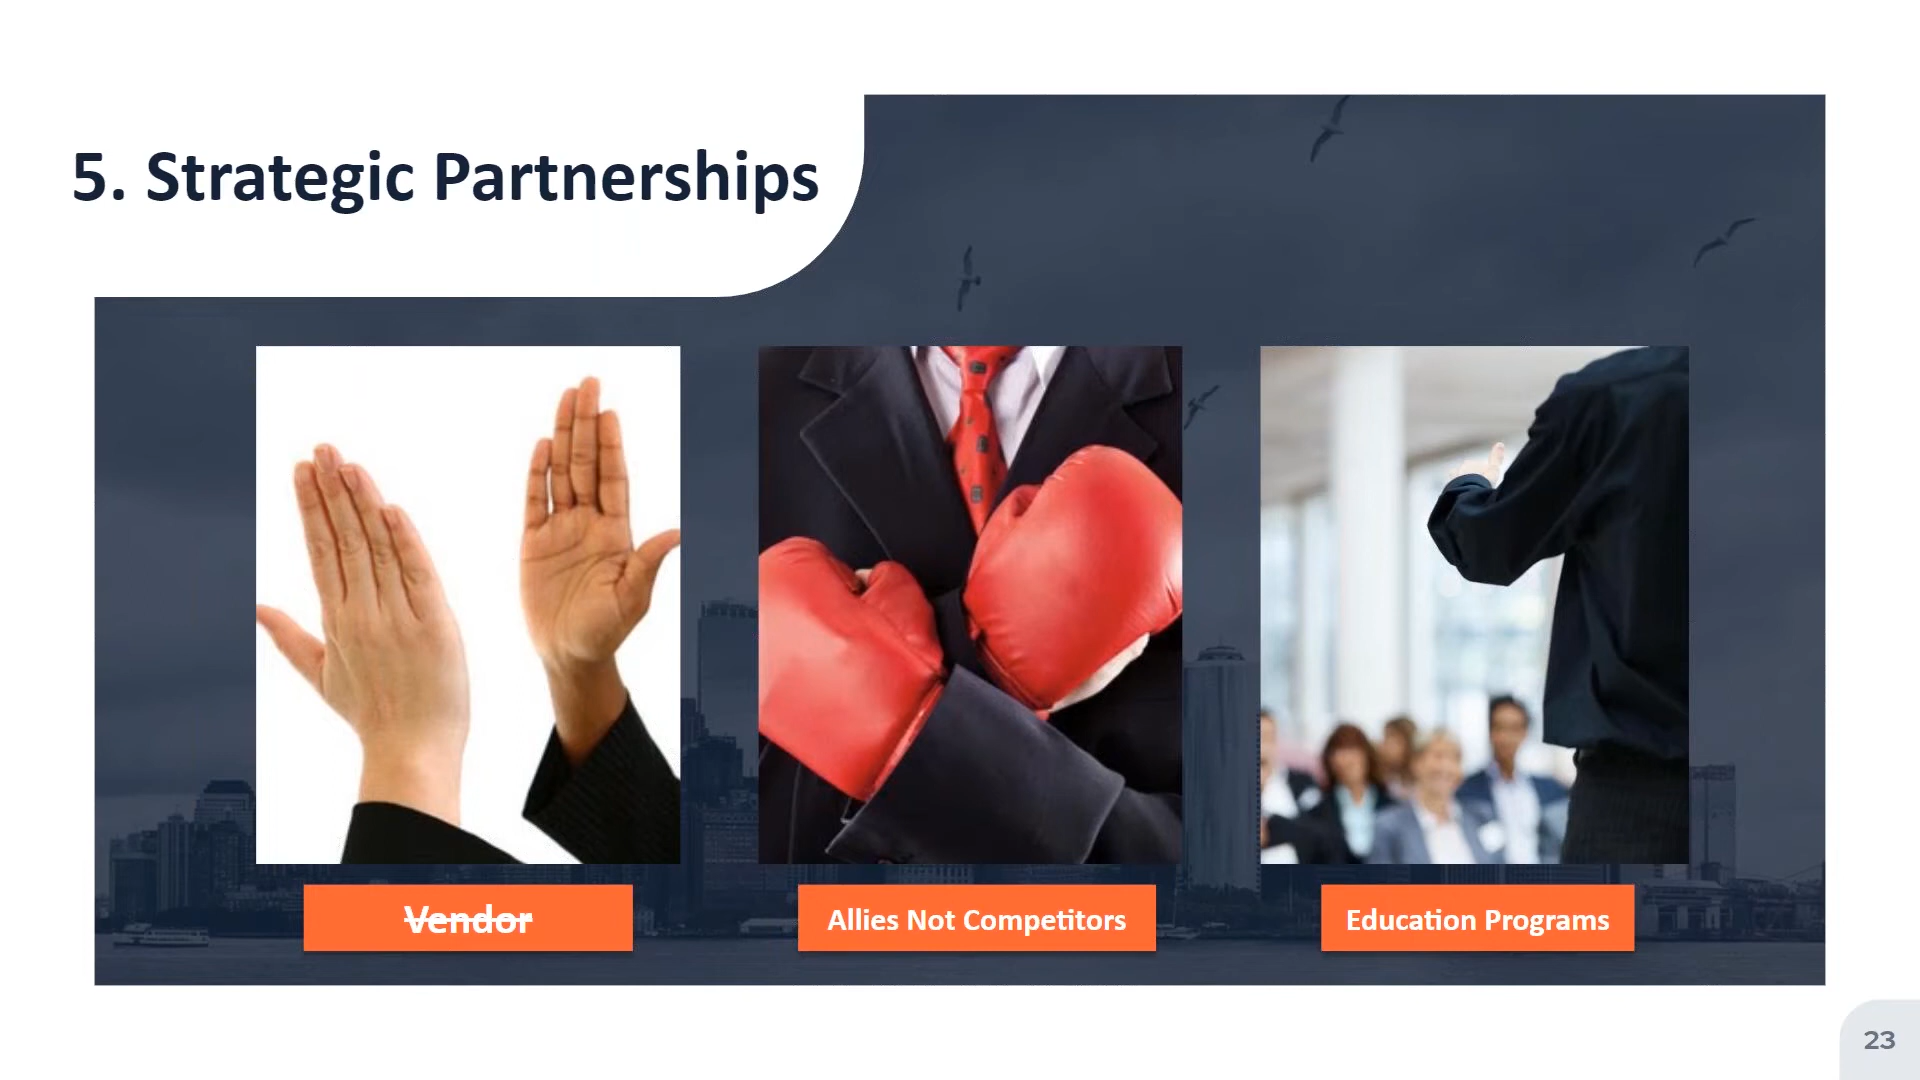 5. Strategic Partnerships
Vendor
Allies Not Competitors
Education Programs
23